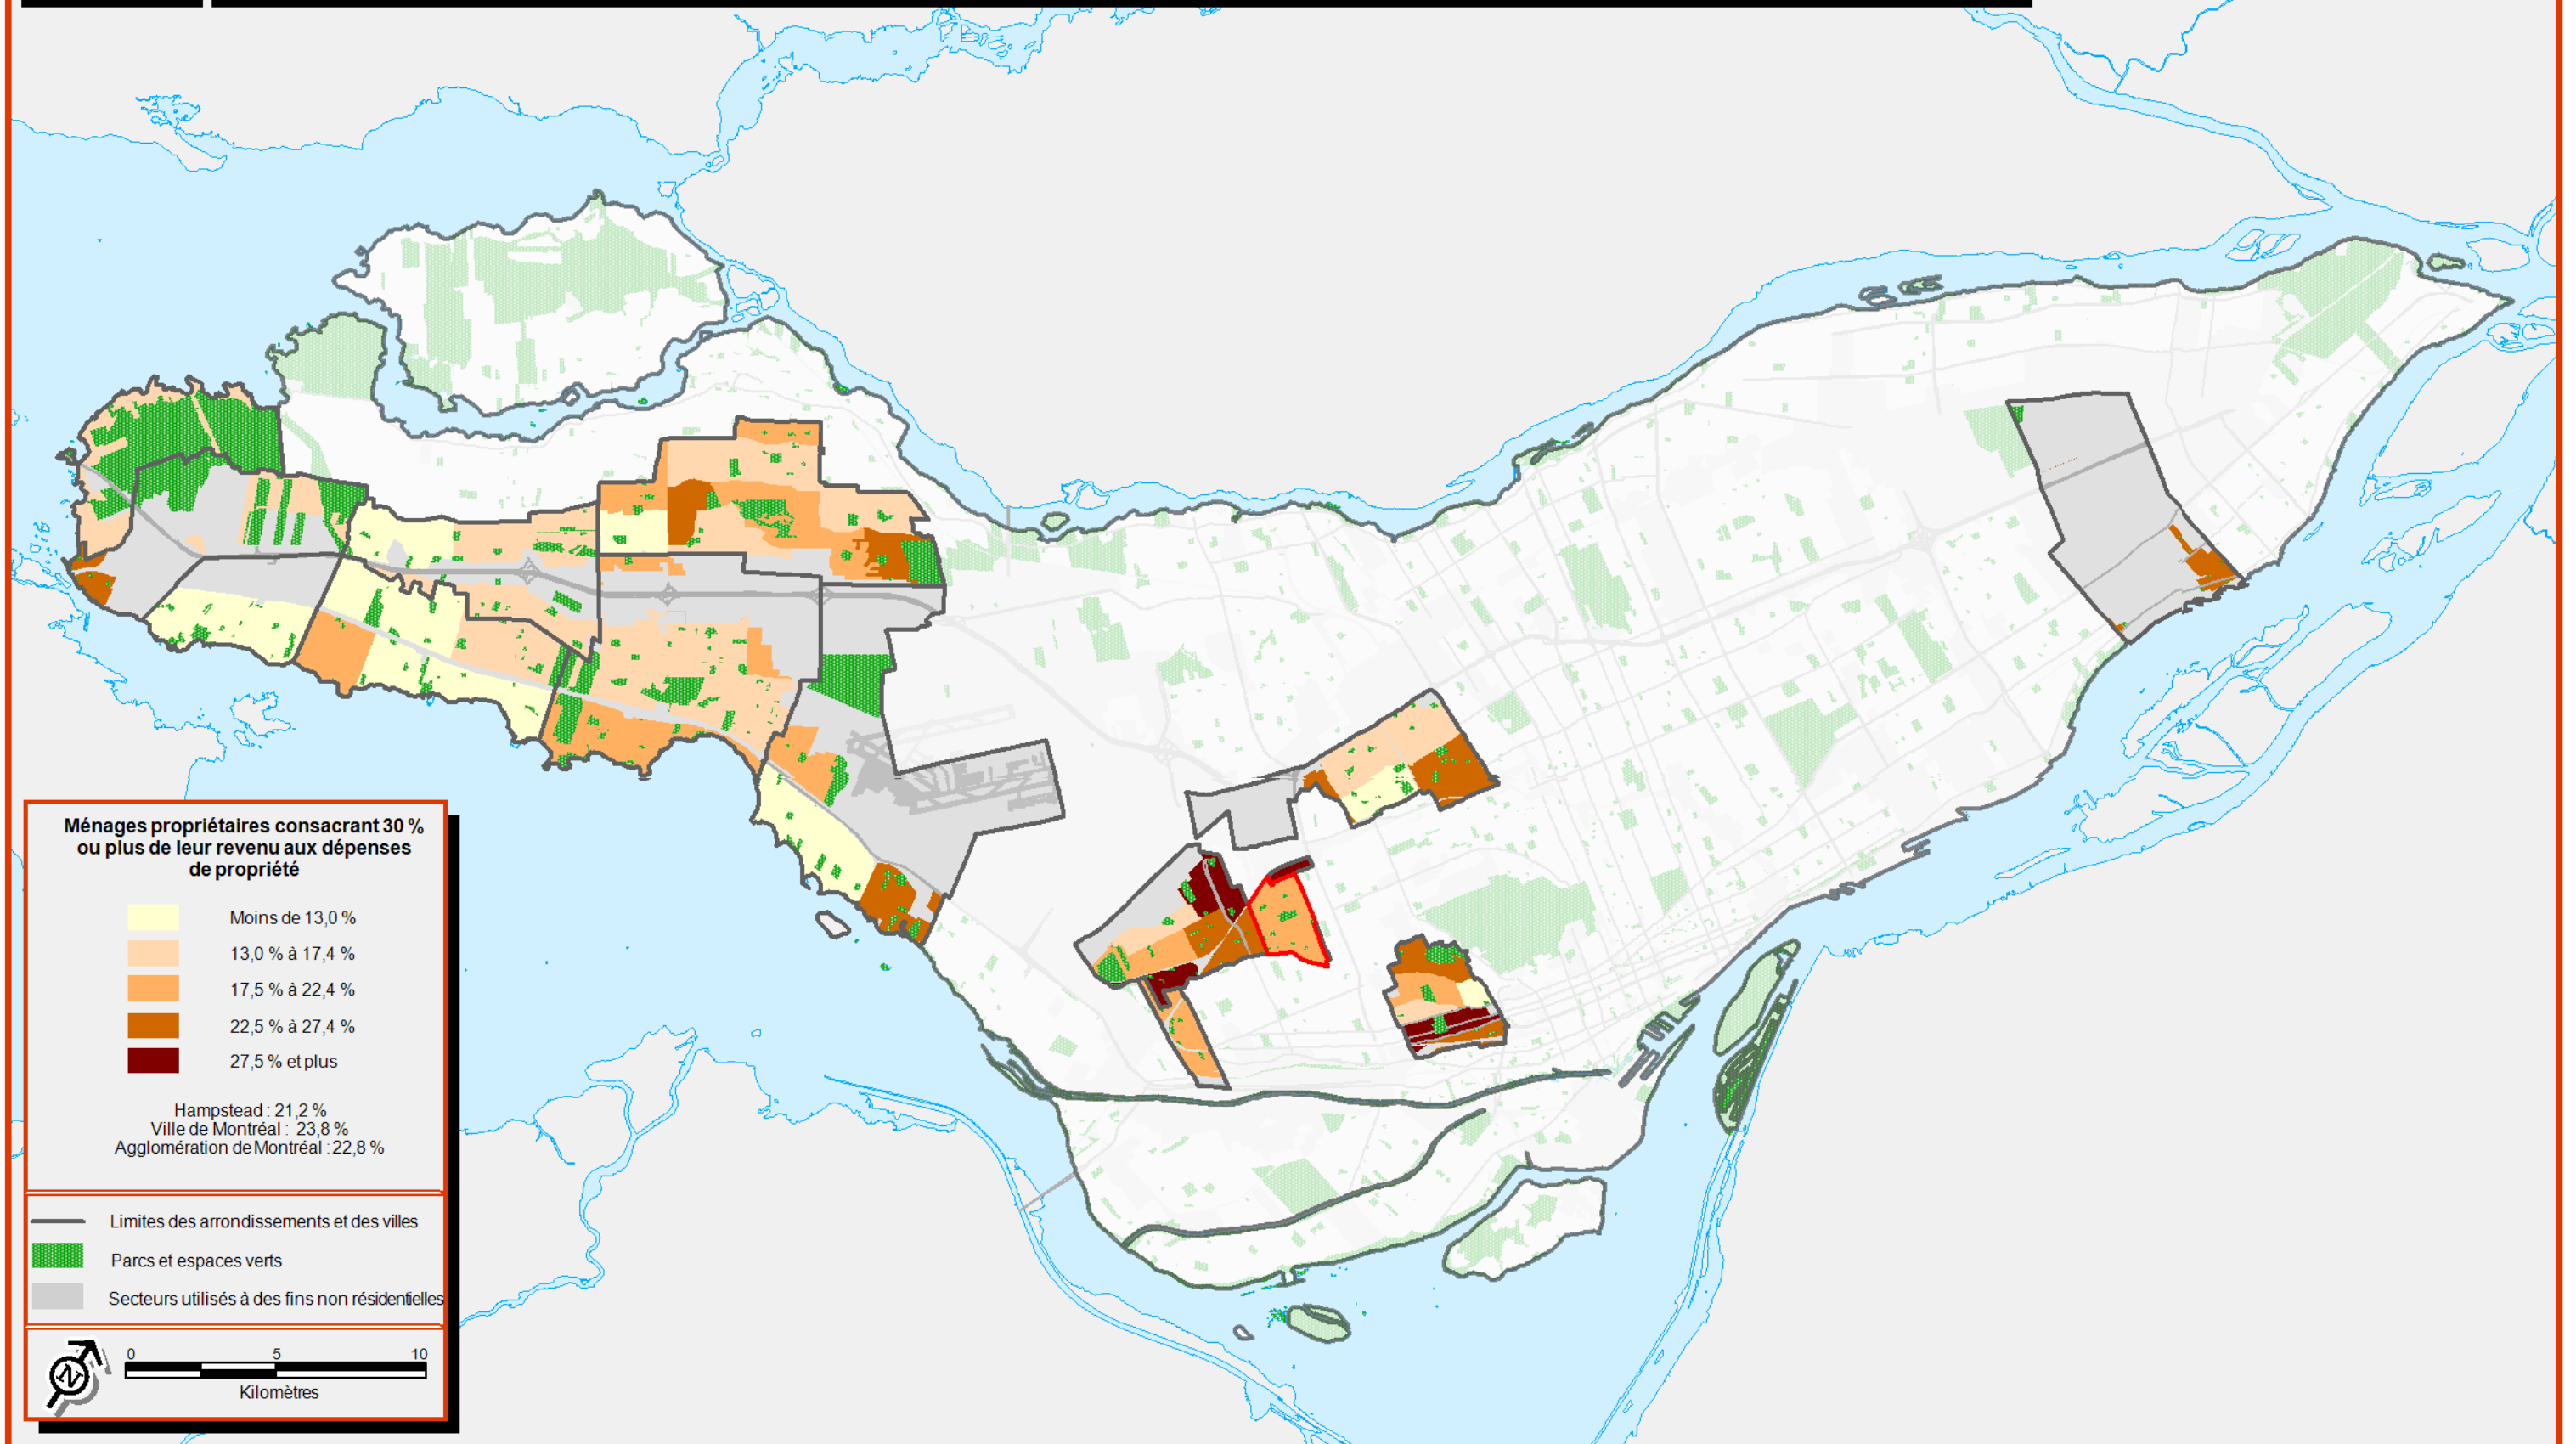 Ménages propriétaires consacrant 30 %
ou plus de leur revenu aux dépenses
de propriété
Moins de 13,0 %
13,0 % à 17,4 %
17,5 % à 22,4 %
22,5 % à 27,4 %
27,5 % et plus
Hampstead : 21,2 %
Ville de Montréal : 23,8 %
Agglomération de Montréal : 22,8 %
Limites des arrondissements et des villes
Parcs et espaces verts
Secteurs utilisés à des fins non résidentielles
N
0 5 10
Kilomètres